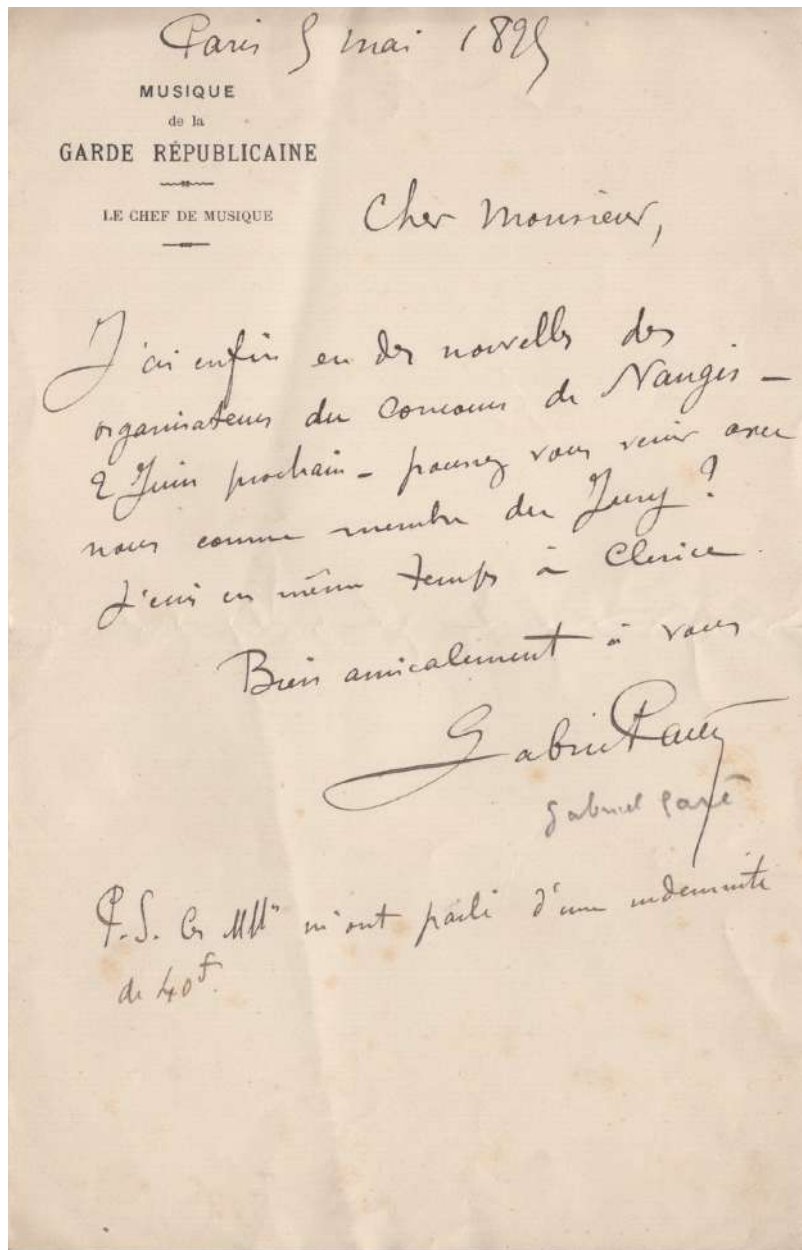 Paris 5 mai 1895
MUSIQUE
de la
GARDE RÉPUBLICAINE
LE CHEF DE MUSIQUE
Cher Monsieur,
J'ai enfin eu des nouvelles des
organisateurs du Concours de Nangis –
2 Juin prochain – pouvez vous venir avec
nous comme membre du Jury ?
J'écris en même temps à Clerice.
Bien amicalement à vous
Gabriel Parès
Gabriel Parès
P.S. Ces MMrs m'ont parlé d'une indemnité
de 40f.